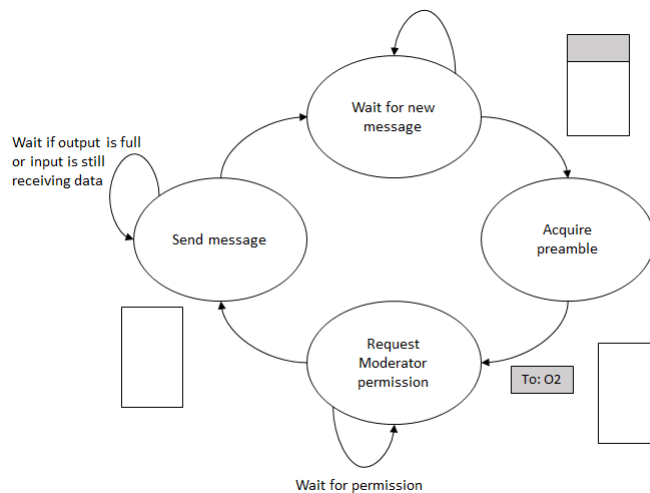 Wait for new
message
Wait if output is full
or input is still
receiving data
Send message
Acquire
preamble
Request
Moderator
permission
To: O2
Wait for permission